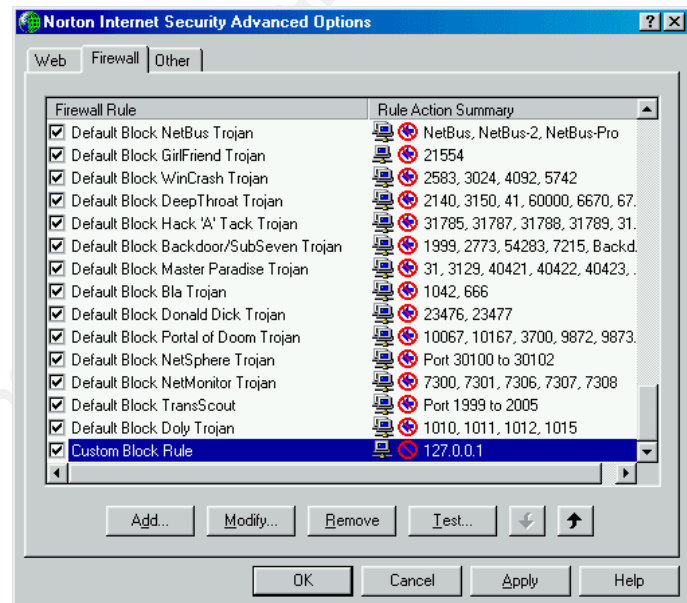 Norton Internet Security Advanced Options
Web Firewall Other
Firewall Rule Rule Action Summary
Default Block NetBus Trojan NetBus, NetBus-2, NetBus-Pro
Default Block GirlFriend Trojan 21554
Default Block WinCrash Trojan 2583, 3024, 4092, 5742
Default Block DeepThroat Trojan 2140, 3150, 41, 60000, 6670, 67.
Default Block Hack 'A' Tack Trojan 31785, 31787, 31788, 31789, 31.
Default Block Backdoor/SubSeven Trojan 1999, 2773, 54283, 7215, Backd.
Default Block Master Paradise Trojan 31, 3129, 40421, 40422, 40423, .
Default Block Bla Trojan 1042, 666
Default Block Donald Dick Trojan 23476, 23477
Default Block Portal of Doom Trojan 10067, 10167, 3700, 9872, 9873.
Default Block NetSphere Trojan Port 30100 to 30102
Default Block NetMonitor Trojan 7300, 7301, 7306, 7307, 7308
Default Block TransScout Port 1999 to 2005
Default Block Doly Trojan 1010, 1011, 1012, 1015
Custom Block Rule 127.0.0.1
Add... Modify... Remove Test...
OK Cancel Apply Help